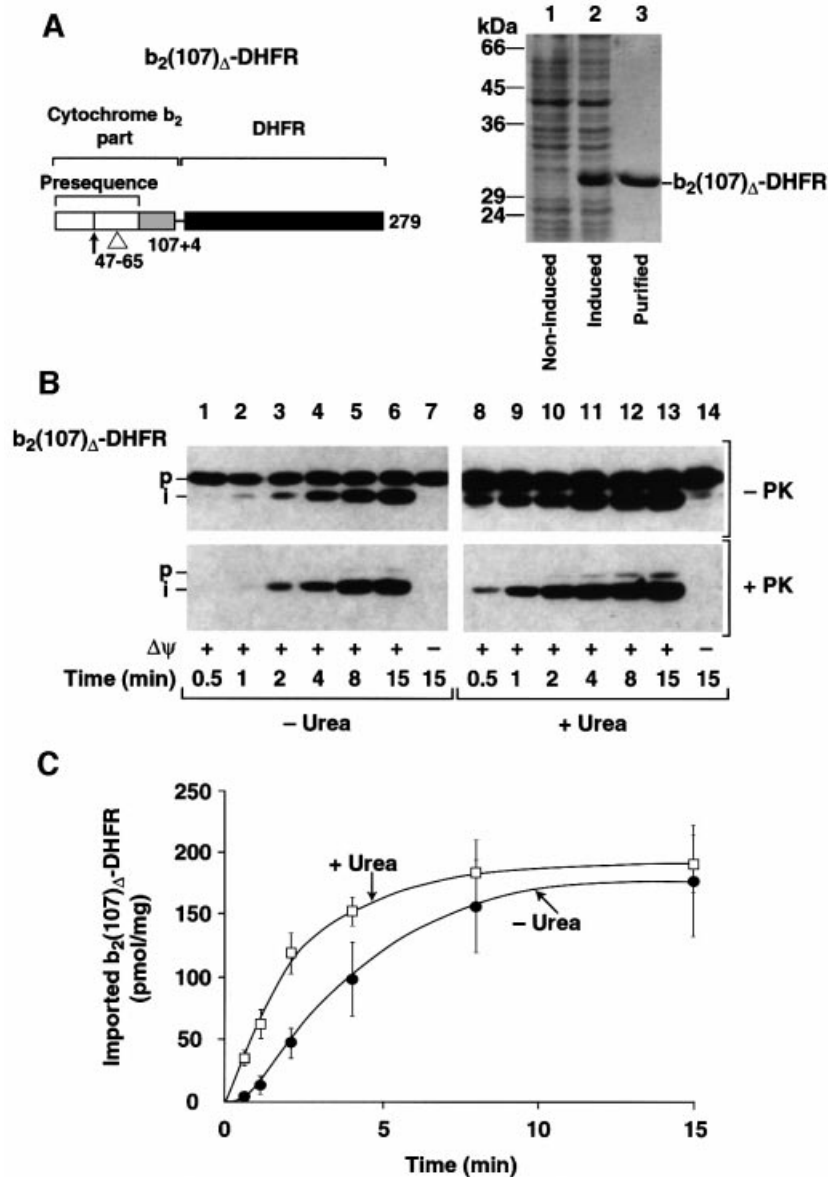 A
b2(107)Δ-DHFR
Cytochrome b2 part
DHFR
Presequence
279
107+4
47-65
kDa
1 2 3
66
45
36
29
24
b2(107)Δ-DHFR
Non-induced
Induced
Purified
B
1 2 3 4 5 6 7 8 9 10 11 12 13 14
b2(107)Δ-DHFR
p
i
– PK
p
i
+ PK
Δψ + + + + + + – + + + + + + –
Time (min) 0.5 1 2 4 8 15 15 0.5 1 2 4 8 15 15
– Urea
+ Urea
C
Imported b2(107)Δ-DHFR
(pmol/mg)
250
200
150
100
50
0
+ Urea
– Urea
0 5 10 15
Time (min)